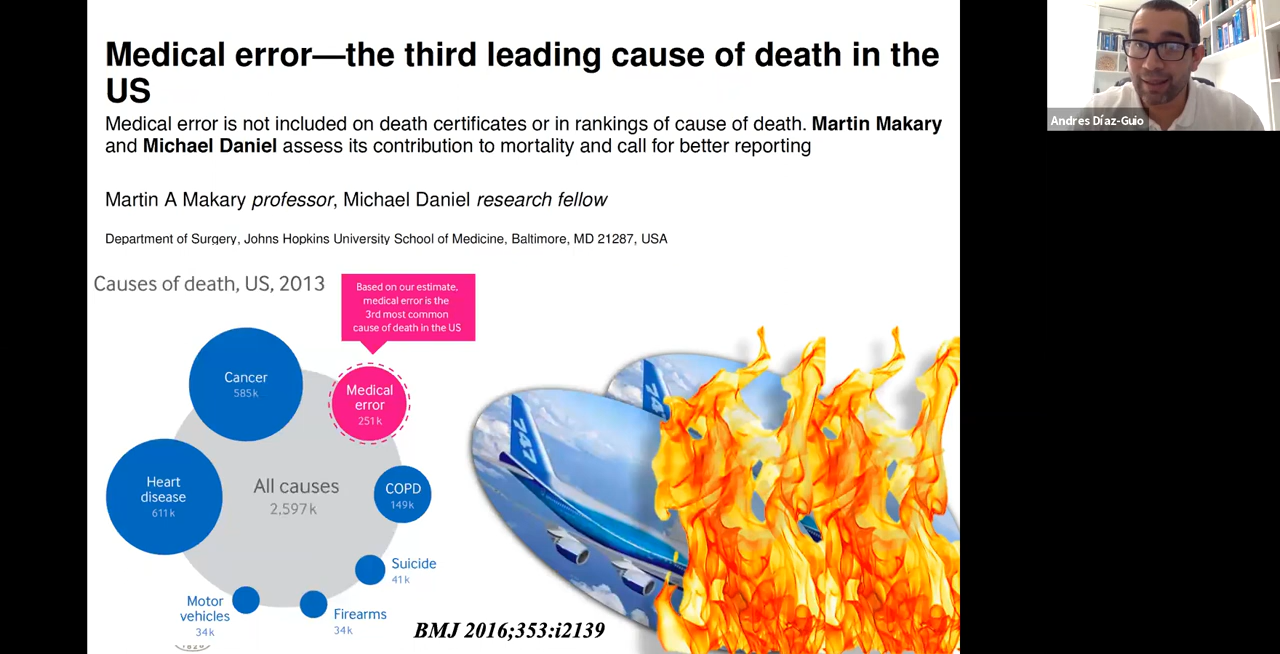 Medical error—the third leading cause of death in the
US
Medical error is not included on death certificates or in rankings of cause of death. Martin Makary
and Michael Daniel assess its contribution to mortality and call for better reporting
Martin A Makary professor, Michael Daniel research fellow
Department of Surgery, Johns Hopkins University School of Medicine, Baltimore, MD 21287, USA
Causes of death, US, 2013
Based on our estimate,
medical error is the
3rd most common
cause of death in the US
Cancer
585k
Medical
error
251k
Heart
disease
611k
All causes
2,597k
COPD
149k
Suicide
41k
Motor
vehicles
34k
Firearms
34k
747
747
BMJ 2016;353:i2139
Andres Díaz-Guio